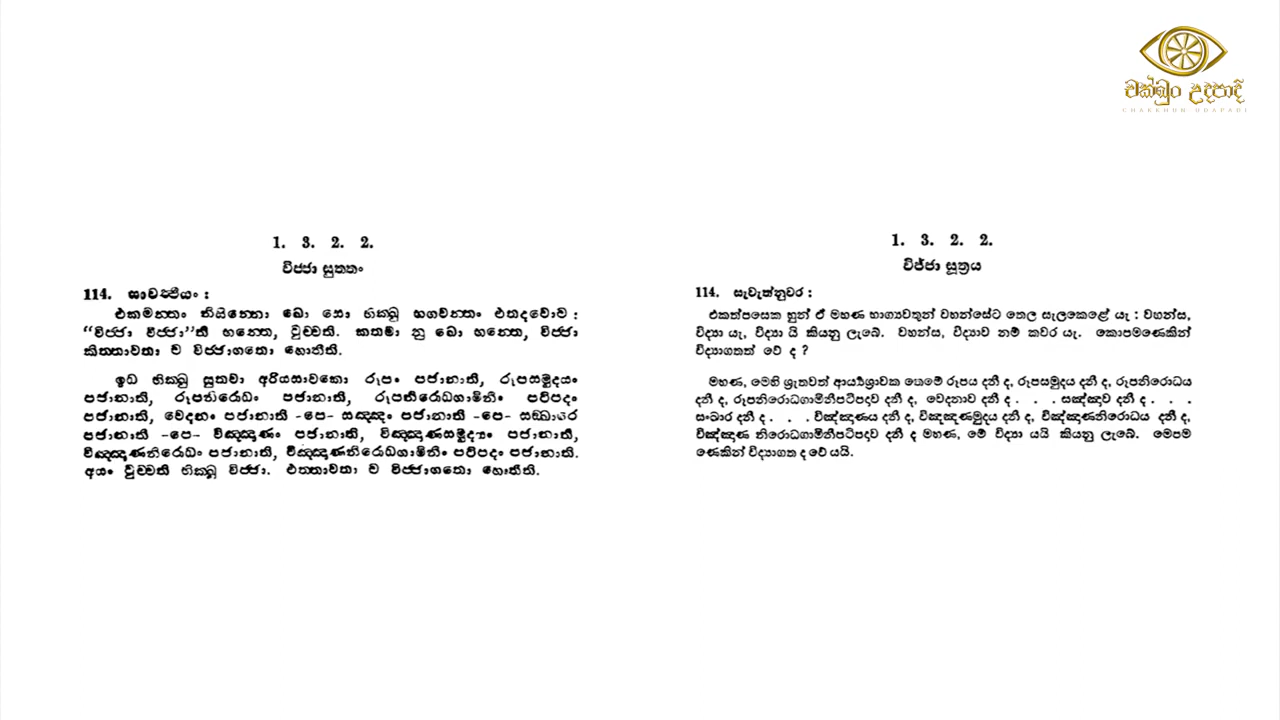 චක්ඛුං උදපාදි
CHAKKHUN UDAPADI
1. 3. 2. 2.
විජ්ජා සුත්තං
114. සාවත්ථියං :
එකමන්තං නිසින්නො ඛො සො භික්ඛු භගවන්තං එතදවොච :
“විජ්ජා විජ්ජා”ති භන්තෙ, වුච්චති. කතමා නු ඛො භන්තෙ, විජ්ජා
කිත්තාවතා ච විජ්ජාගතො හොතීති.
ඉධ භික්ඛු සුතවා අරියසාවකො රූපං පජානාති, රූපසමුදයං
පජානාති, රූපනිරොධං පජානාති, රූපනිරොධගාමිනිං පටිපදං
පජානාති, වෙදනං පජානාති -පෙ- සඤ්ඤං පජානාති -පෙ- සඞ්ඛාරෙ
පජානාති -පෙ- විඤ්ඤාණං පජානාති, විඤ්ඤාණසමුදයං පජානාති,
විඤ්ඤාණනිරොධං පජානාති, විඤ්ඤාණනිරොධගාමිනිං පටිපදං පජානාති.
අයං වුච්චති භික්ඛු විජ්ජා. එත්තාවතා ච විජ්ජාගතො හොතීති.
1. 3. 2. 2.
විජ්ජා සූත්‍රය
114. සැවැත්නුවර :
එකත්පසෙක හුන් ඒ මහණ භාග්‍යවතුන් වහන්සේට තෙල සැලකෙළේ යැ : වහන්ස,
විද්‍යා යැ, විද්‍යා යි කියනු ලැබේ. වහන්ස, විද්‍යාව නම් කවර යැ. කොපමණෙකින්
විද්‍යාගතත් වේ ද ?
මහණ, මෙහි ශ්‍රැතවත් ආර්‍ය්‍යශ්‍රාවක තෙමේ රූපය දනී ද, රූපසමුදය දනී ද, රූපනිරොධය
දනී ද, රූපනිරොධගාමිනීපටිපදාව දනී ද, වෙදනාව දනී ද . . . සඤ්ඤාව දනී ද . . .
සංඛාර දනී ද . . . විඤ්ඤාණය දනී ද, විඤ්ඤාණමුදය දනී ද, විඤ්ඤාණනිරොධය දනී ද,
විඤ්ඤාණ නිරොධගාමිනීපටිපදාව දනී ද මහණ, මේ විද්‍යා යයි කියනු ලැබේ. මෙපම
ණෙකින් විද්‍යාගත ද වේ යයි.